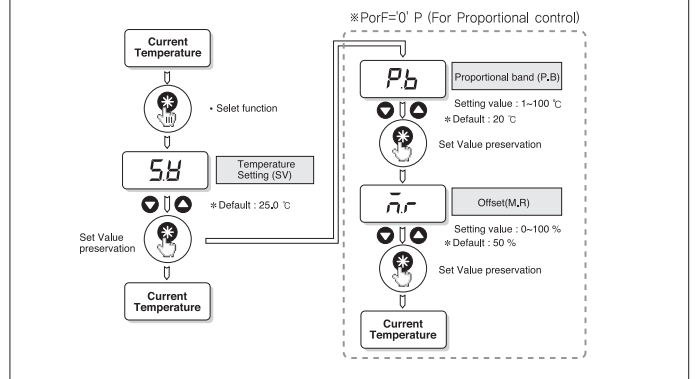 ※PorF='0' P (For Proportional control)
Current
Temperature
• Selet function
S.V
Temperature
Setting (SV)
＊Default : 25.0 ℃
Set Value
preservation
Current
Temperature
P.b
Proportional band (P.B)
Setting value : 1~100 ℃
＊Default : 20 ℃
Set Value preservation
m.r
Offset(M.R)
Setting value : 0~100 %
＊Default : 50 %
Set Value preservation
Current
Temperature